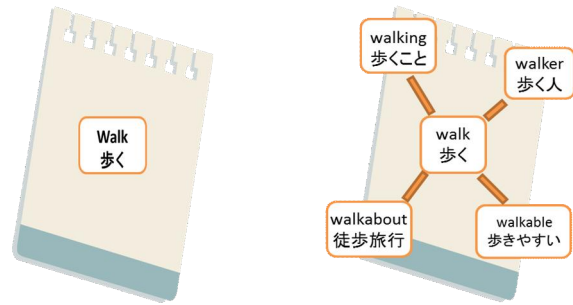 Walk
歩く
walking
歩くこと
walker
歩く人
walk
歩く
walkabout
徒歩旅行
walkable
歩きやすい